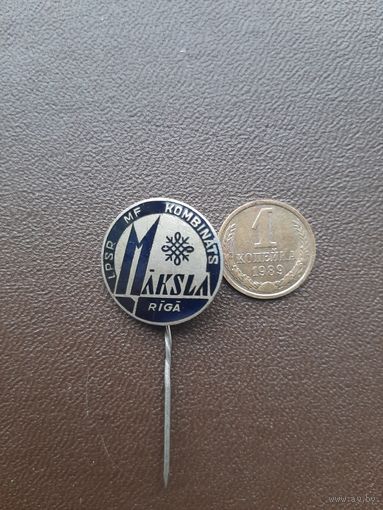 LPSR MF KOMBINĀTS
MĀKSLA
RĪGĀ
1
КОПЕЙКА
1989
www.ay.by